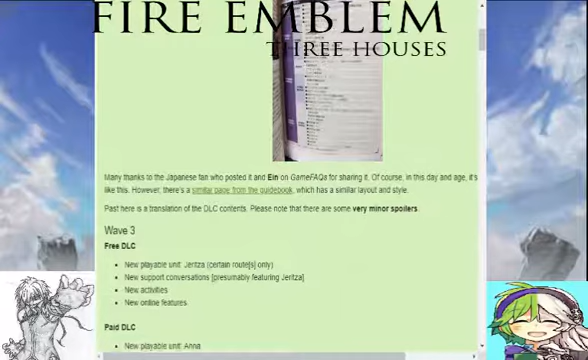 FIRE EMBLEM
THREE HOUSES
Many thanks to the Japanese fan who posted it and Ein on GameFAQs for sharing it. Of course, in this day and age, it's
like this. However, there's a similar page from the guidebook, which has a similar layout and style.
Past here is a translation of the DLC contents. Please note that there are some very minor spoilers.
Wave 3
Free DLC
New playable unit: Jeritza (certain route[s] only)
New support conversations [presumably featuring Jeritza]
New activities
New online features
Paid DLC
New playable unit: Anna